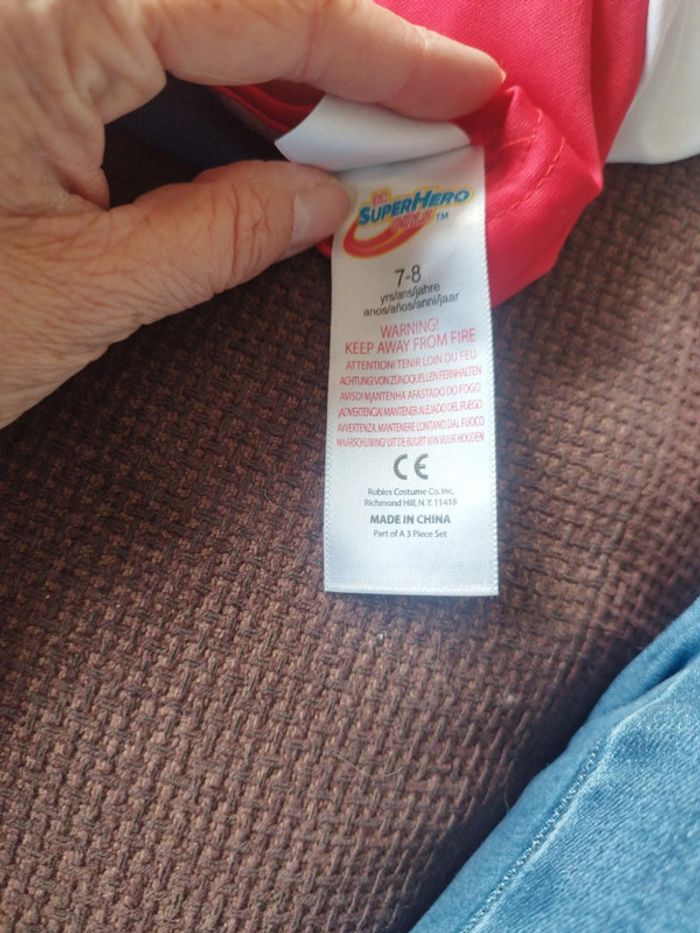 DC
SUPERHERO
GIRLS TM
7-8
yrs/ans/jahre
anos/años/anni/jaar
WARNING!
KEEP AWAY FROM FIRE
ATTENTION! TENIR LOIN DU FEU
ACHTUNG! VON ZÜNDQUELLEN FERNHALTEN
AVISO! MANTENHA AFASTADO DO FOGO
¡ADVERTENCIA! MANTENER ALEJADO DEL FUEGO
AVVERTENZA. MANTENERE LONTANO DAL FUOCO
WAARSCHUWING! UIT DE BUURT VAN VUUR HOUDEN
CE
Rubies Costume Co. Inc,
Richmond Hill, N.Y. 11418
MADE IN CHINA
Part of A 3 Piece Set